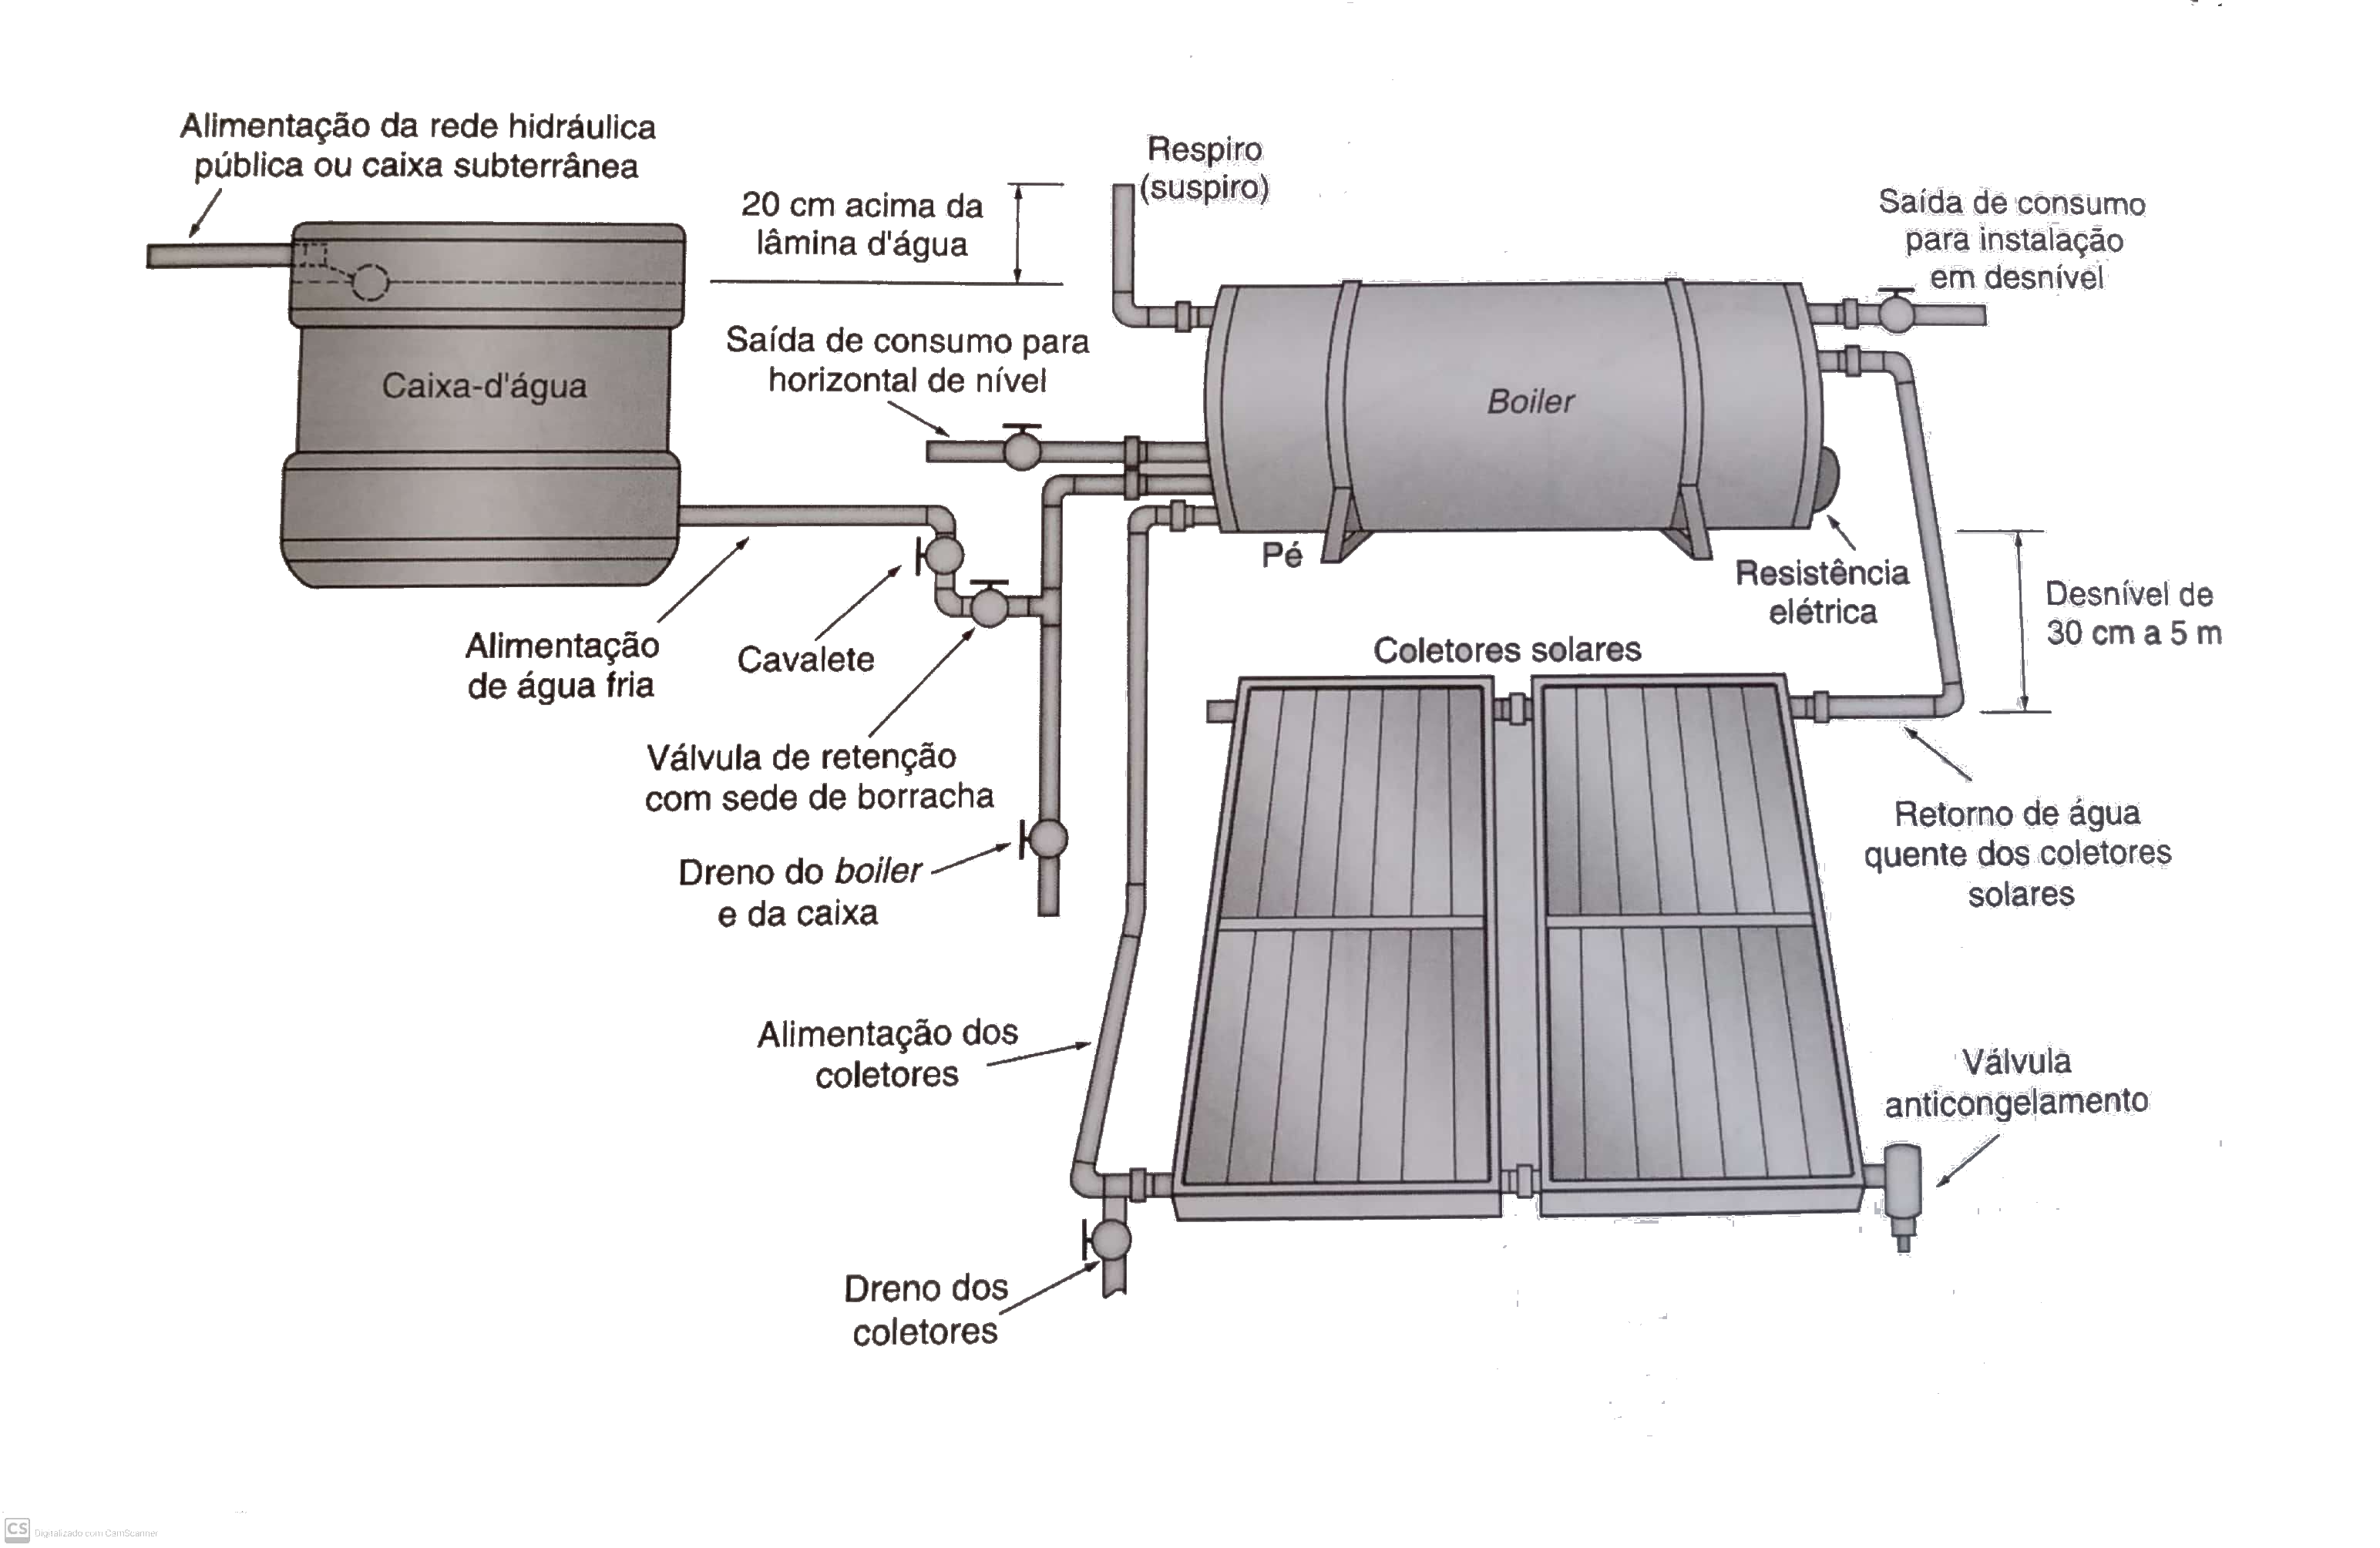 Alimentação da rede hidráulica
pública ou caixa subterrânea
20 cm acima da
lâmina d'água
Respiro
(suspiro)
Saída de consumo
para instalação
em desnível
Saída de consumo para
horizontal de nível
Caixa-d'água
Boiler
Pé
Resistência
elétrica
Desnível de
30 cm a 5 m
Alimentação
de água fria
Cavalete
Coletores solares
Válvula de retenção
com sede de borracha
Retorno de água
quente dos coletores
solares
Dreno do boiler
e da caixa
Alimentação dos
coletores
Válvula
anticongelamento
Dreno dos
coletores
CS Digitalizado com CamScanner